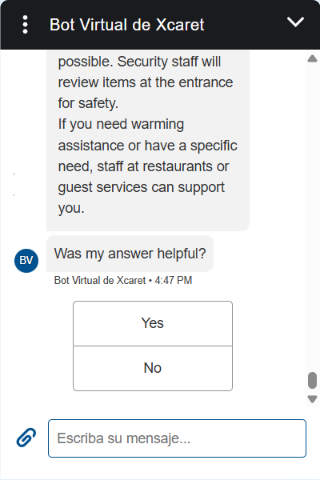 Bot Virtual de Xcaret
possible. Security staff will
review items at the entrance
for safety.
If you need warming
assistance or have a specific
need, staff at restaurants or
guest services can support
you.
BV
Was my answer helpful?
Bot Virtual de Xcaret • 4:47 PM
Yes
No
Escriba su mensaje...